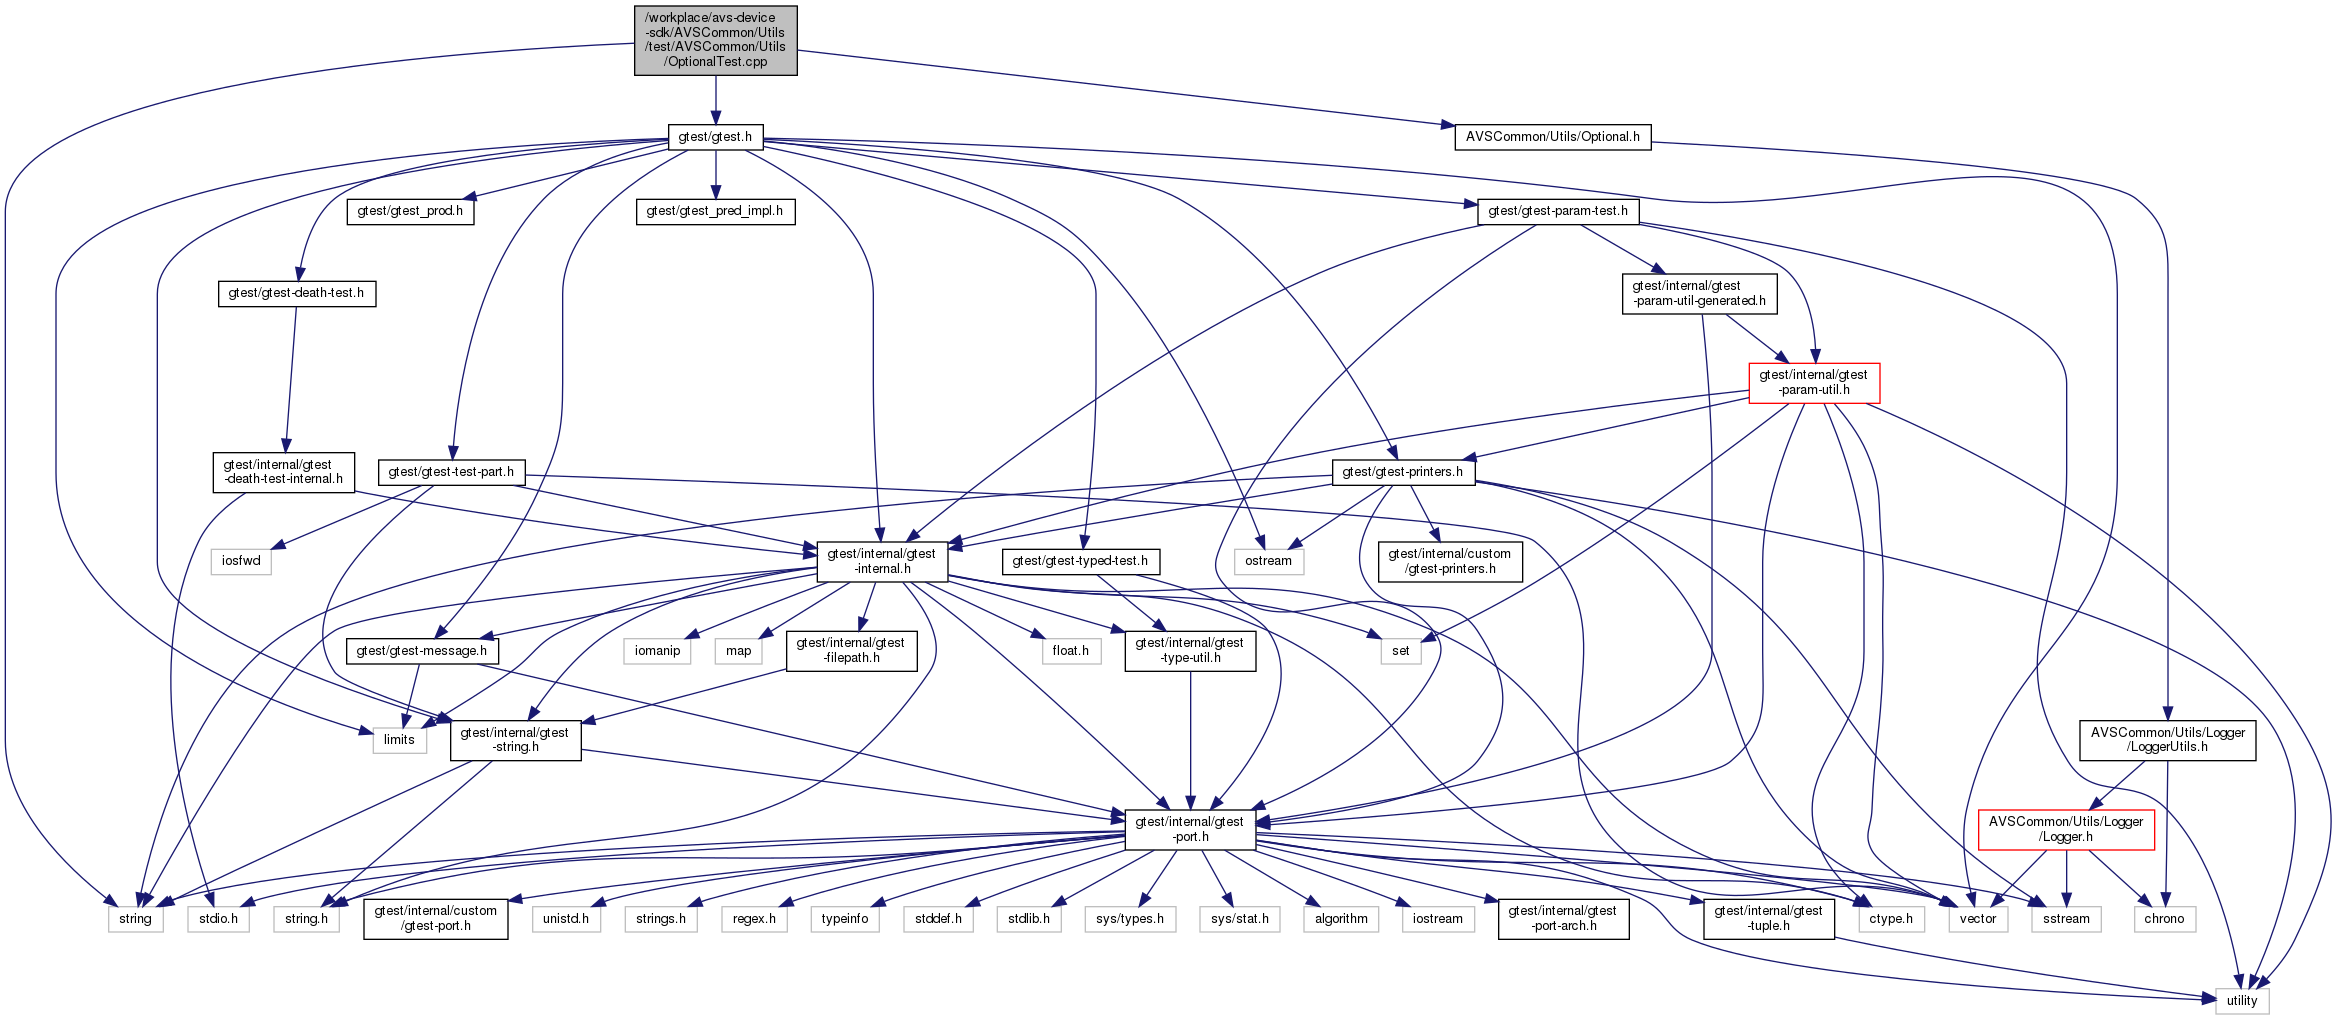 /workplace/avs-device
-sdk/AVSCommon/Utils
/test/AVSCommon/Utils
/OptionalTest.cpp
gtest/gtest.h
AVSCommon/Utils/Optional.h
gtest/gtest_prod.h
gtest/gtest_pred_impl.h
gtest/gtest-param-test.h
gtest/gtest-death-test.h
gtest/internal/gtest
-param-util-generated.h
gtest/internal/gtest
-param-util.h
gtest/internal/gtest
-death-test-internal.h
gtest/gtest-test-part.h
gtest/gtest-printers.h
iosfwd
gtest/internal/gtest
-internal.h
gtest/gtest-typed-test.h
ostream
gtest/internal/custom
/gtest-printers.h
gtest/gtest-message.h
iomanip
map
gtest/internal/gtest
-filepath.h
float.h
gtest/internal/gtest
-type-util.h
set
limits
gtest/internal/gtest
-string.h
AVSCommon/Utils/Logger
/LoggerUtils.h
gtest/internal/gtest
-port.h
AVSCommon/Utils/Logger
/Logger.h
string
stdio.h
string.h
gtest/internal/custom
/gtest-port.h
unistd.h
strings.h
regex.h
typeinfo
stddef.h
stdlib.h
sys/types.h
sys/stat.h
algorithm
iostream
gtest/internal/gtest
-port-arch.h
gtest/internal/gtest
-tuple.h
ctype.h
vector
sstream
chrono
utility